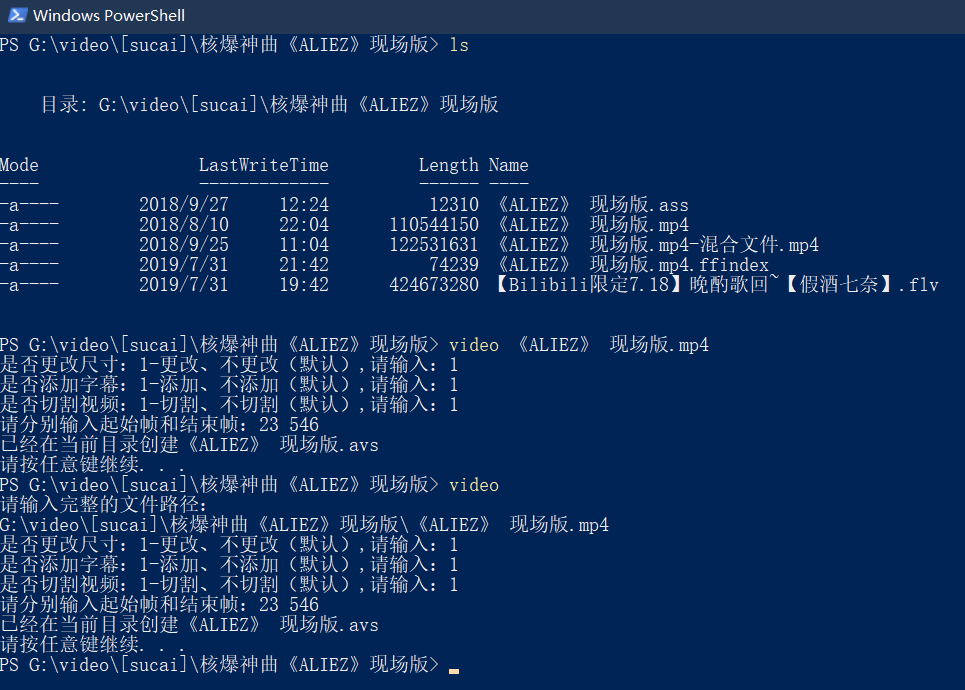 Windows PowerShell
PS G:\video\[sucai]\核爆神曲《ALIEZ》现场版> ls
目录: G:\video\[sucai]\核爆神曲《ALIEZ》现场版
Mode LastWriteTime Length Name
---- ------------- ------ ----
-a---- 2018/9/27 12:24 12310 《ALIEZ》 现场版.ass
-a---- 2018/8/10 22:04 110544150 《ALIEZ》 现场版.mp4
-a---- 2018/9/25 11:04 122531631 《ALIEZ》 现场版.mp4-混合文件.mp4
-a---- 2019/7/31 21:42 74239 《ALIEZ》 现场版.mp4.ffindex
-a---- 2019/7/31 19:42 424673280 【Bilibili限定7.18】晚酌歌回~【假酒七奈】.flv
PS G:\video\[sucai]\核爆神曲《ALIEZ》现场版> video 《ALIEZ》 现场版.mp4
是否更改尺寸: 1-更改、不更改（默认）,请输入: 1
是否添加字幕: 1-添加、不添加（默认）,请输入: 1
是否切割视频: 1-切割、不切割（默认）,请输入: 1
请分别输入起始帧和结束帧: 23 546
已经在当前目录创建《ALIEZ》 现场版.avs
请按任意键继续. . .
PS G:\video\[sucai]\核爆神曲《ALIEZ》现场版> video
请输入完整的文件路径:
G:\video\[sucai]\核爆神曲《ALIEZ》现场版\《ALIEZ》 现场版.mp4
是否更改尺寸: 1-更改、不更改（默认）,请输入: 1
是否添加字幕: 1-添加、不添加（默认）,请输入: 1
是否切割视频: 1-切割、不切割（默认）,请输入: 1
请分别输入起始帧和结束帧: 23 546
已经在当前目录创建《ALIEZ》 现场版.avs
请按任意键继续. . .
PS G:\video\[sucai]\核爆神曲《ALIEZ》现场版>